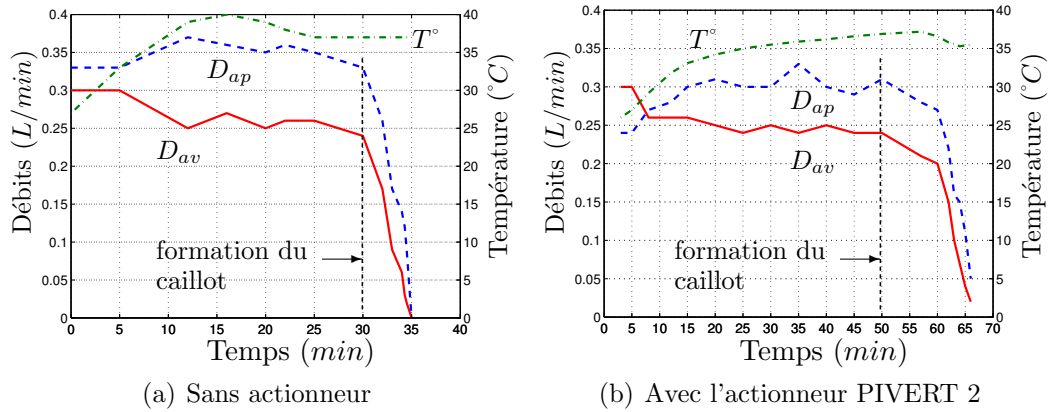 Débits (L/min)
0.4
0.35
0.3
0.25
0.2
0.15
0.1
0.05
0
0 5 10 15 20 25 30 35 40
Temps (min)
40
35
30
25
20
15
10
5
0
Température (°C)
T°
D_ap
D_av
formation du
caillot
(a) Sans actionneur
Débits (L/min)
0.4
0.35
0.3
0.25
0.2
0.15
0.1
0.05
0
0 5 10 15 20 25 30 35 40 45 50 55 60 65 70
Temps (min)
40
35
30
25
20
15
10
5
0
Température (°C)
T°
D_ap
D_av
formation du
caillot
(b) Avec l'actionneur PIVERT 2